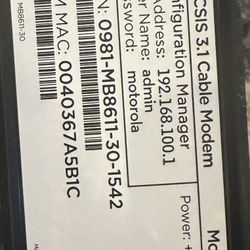 Mo
CSIS 3.1 Cable Modem
Power: +
nfiguration Manager
Address: 192.168.100.1
er Name: admin
ssword: motorola
N: 0981-MB8611-30-1542
M MAC: 0040367A5B1C
MB8611-30